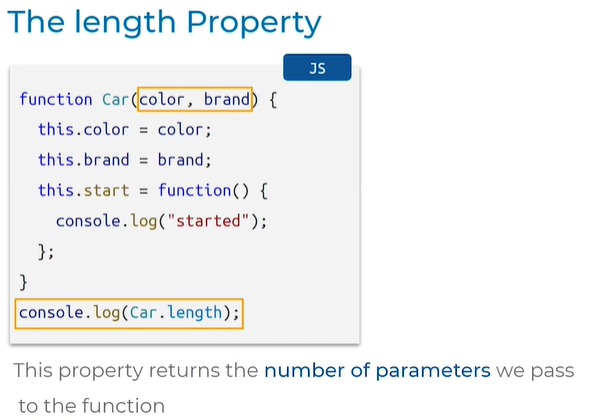 The length Property
JS
function Car(color, brand) {
  this.color = color;
  this.brand = brand;
  this.start = function() {
    console.log("started");
  };
}
console.log(Car.length);
This property returns the number of parameters we pass
to the function